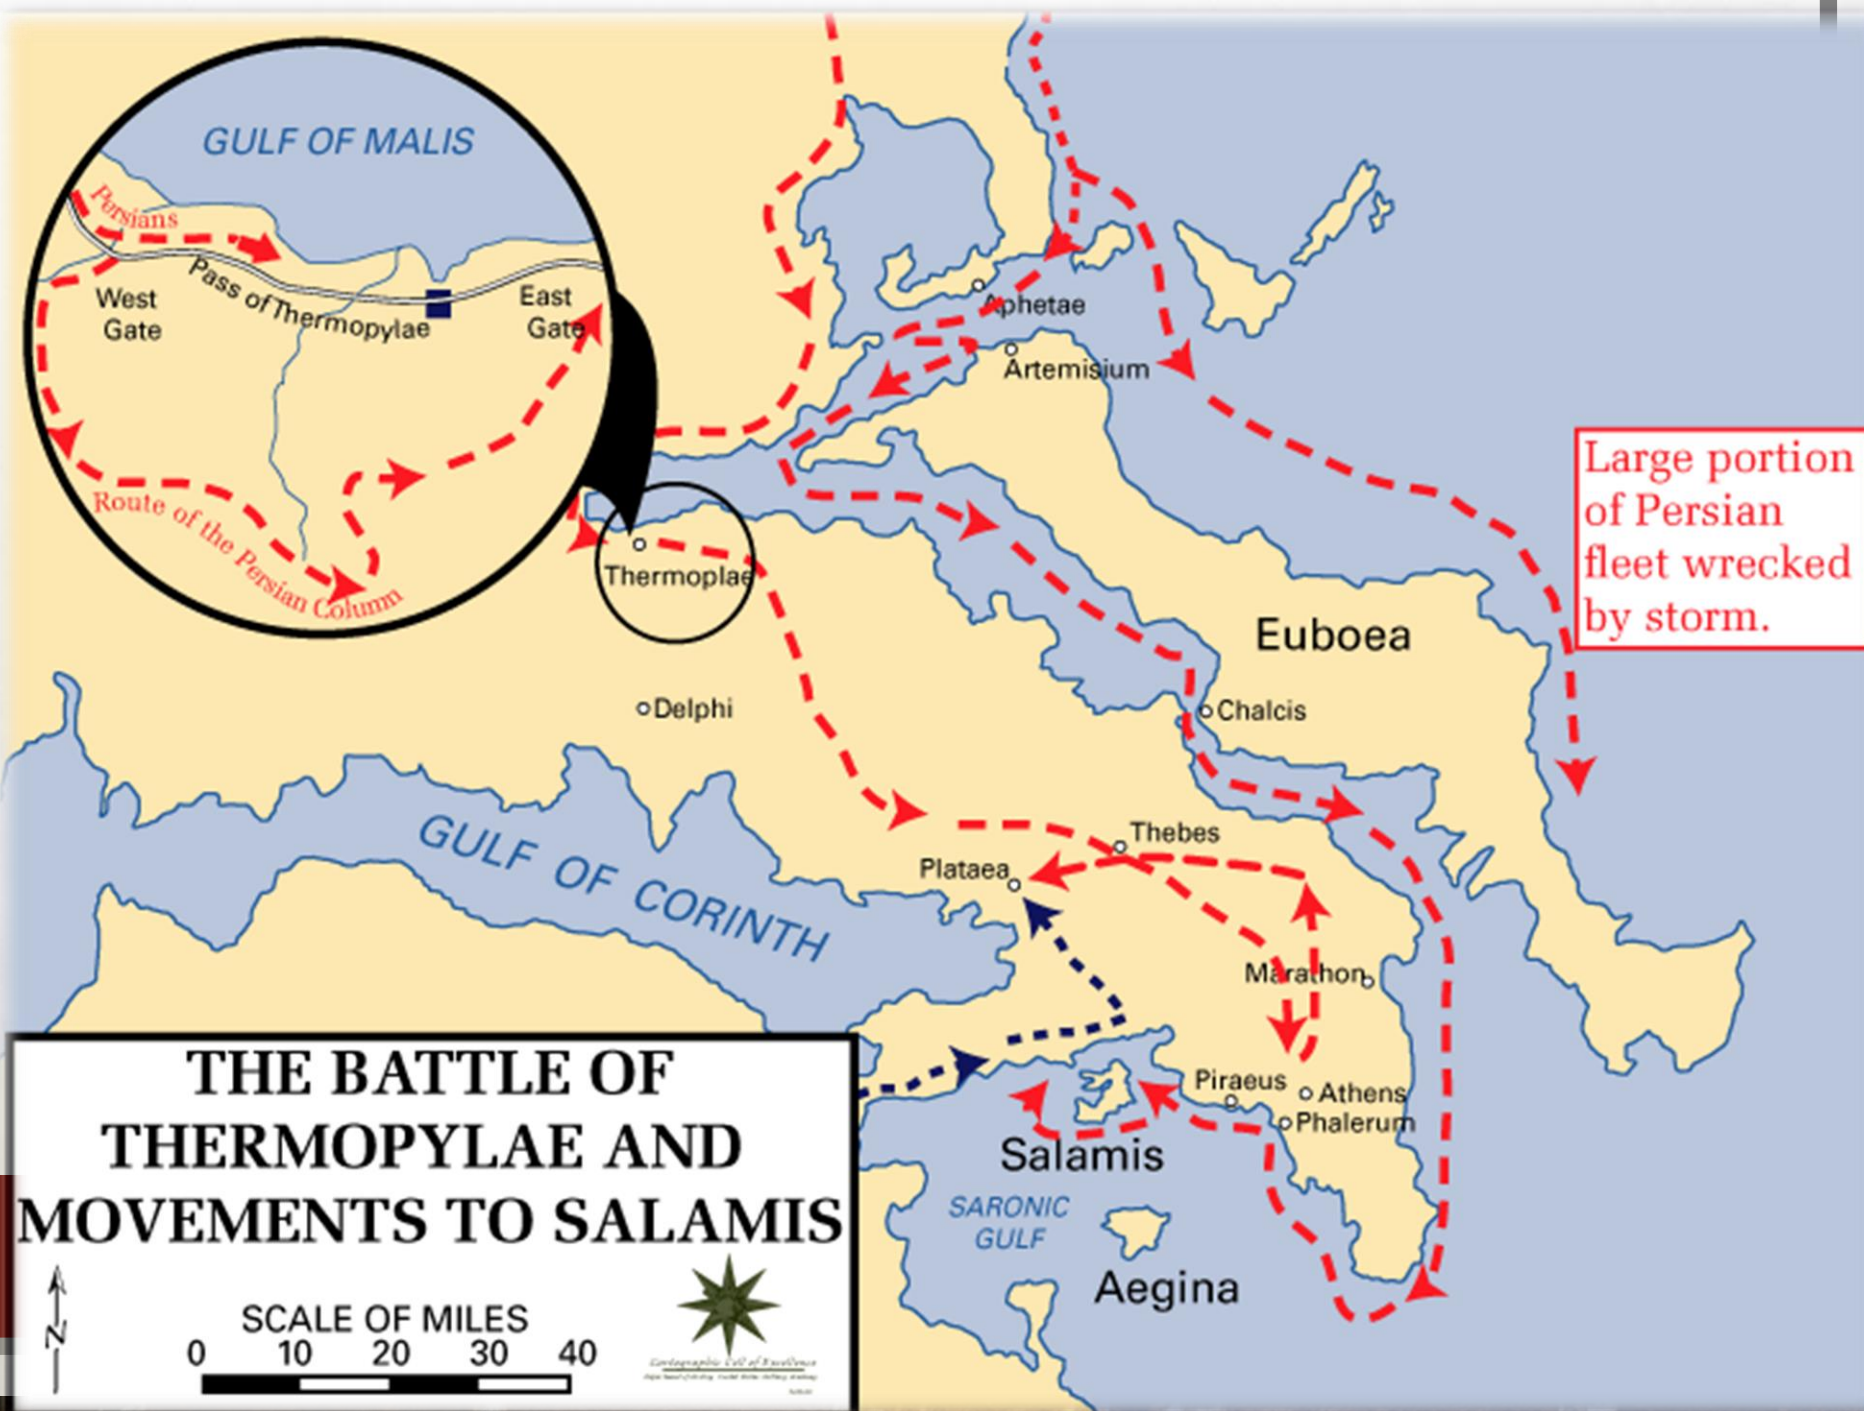 GULF OF MALIS
Persians
Pass of Thermopylae
West
Gate
East
Gate
Route of the Persian Column
Aphetae
Artemisium
Large portion
of Persian
fleet wrecked
by storm.
Thermoplae
Euboea
Delphi
Chalcis
GULF OF CORINTH
Thebes
Plataea
Marathon
Piraeus
Athens
Phalerum
Salamis
SARONIC
GULF
Aegina
THE BATTLE OF
THERMOPYLAE AND
MOVEMENTS TO SALAMIS
N
SCALE OF MILES
0 10 20 30 40